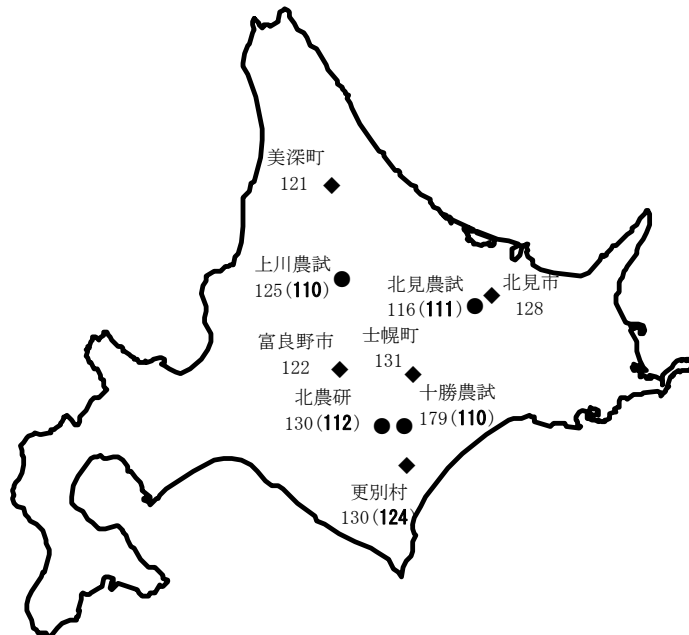 美深町
121
上川農試
125(110)
北見農試
116(111)
北見市
128
富良野市
122
士幌町
131
北農研
130(112)
十勝農試
179(110)
更別村
130(124)